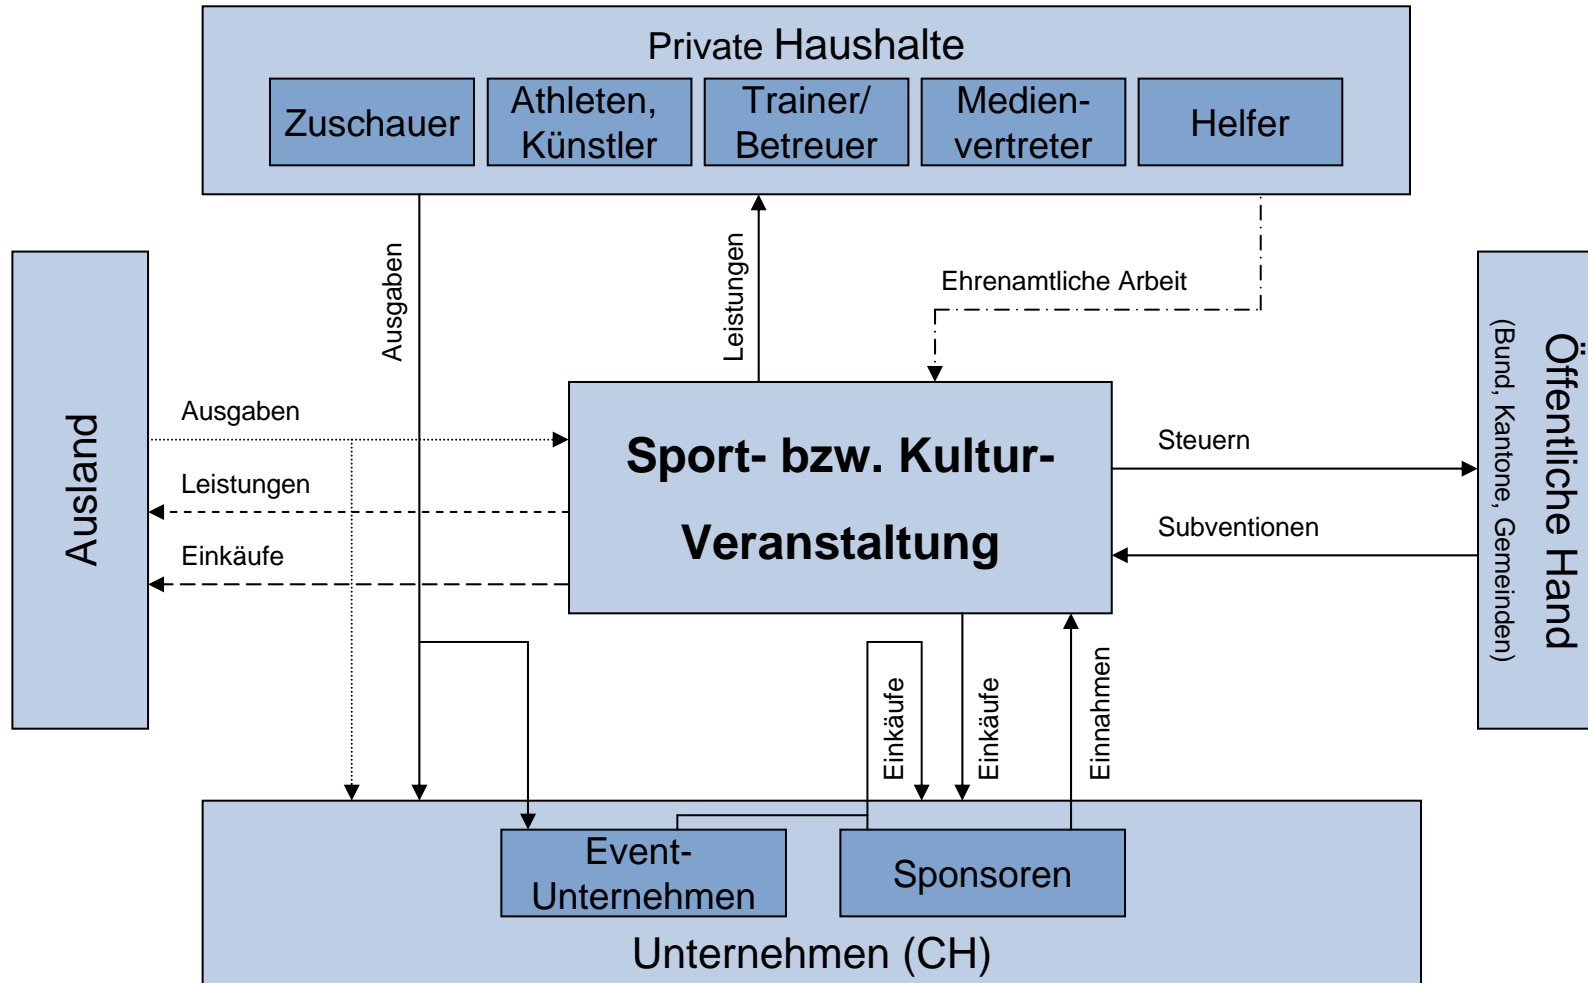 Private Haushalte
Zuschauer
Athleten,
Künstler
Trainer/
Betreuer
Medien-
vertreter
Helfer
Ausgaben
Leistungen
Ehrenamtliche Arbeit
Ausland
Ausgaben
Leistungen
Einkäufe
Sport- bzw. Kultur-
Veranstaltung
Steuern
Subventionen
Öffentliche Hand
(Bund, Kantone, Gemeinden)
Einkäufe
Einkäufe
Einnahmen
Event-
Unternehmen
Sponsoren
Unternehmen (CH)